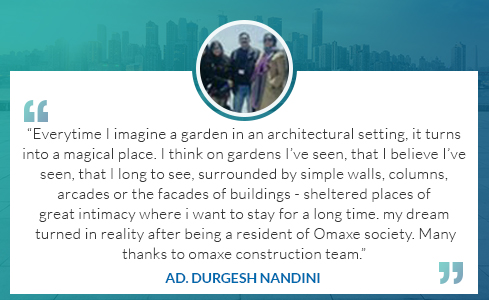 “Everytime I imagine a garden in an architectural setting, it turns
into a magical place. I think on gardens I’ve seen, that I believe I’ve
seen, that I long to see, surrounded by simple walls, columns,
arcades or the facades of buildings - sheltered places of
great intimacy where i want to stay for a long time. my dream
turned in reality after being a resident of Omaxe society. Many
thanks to omaxe construction team.”
AD. DURGESH NANDINI